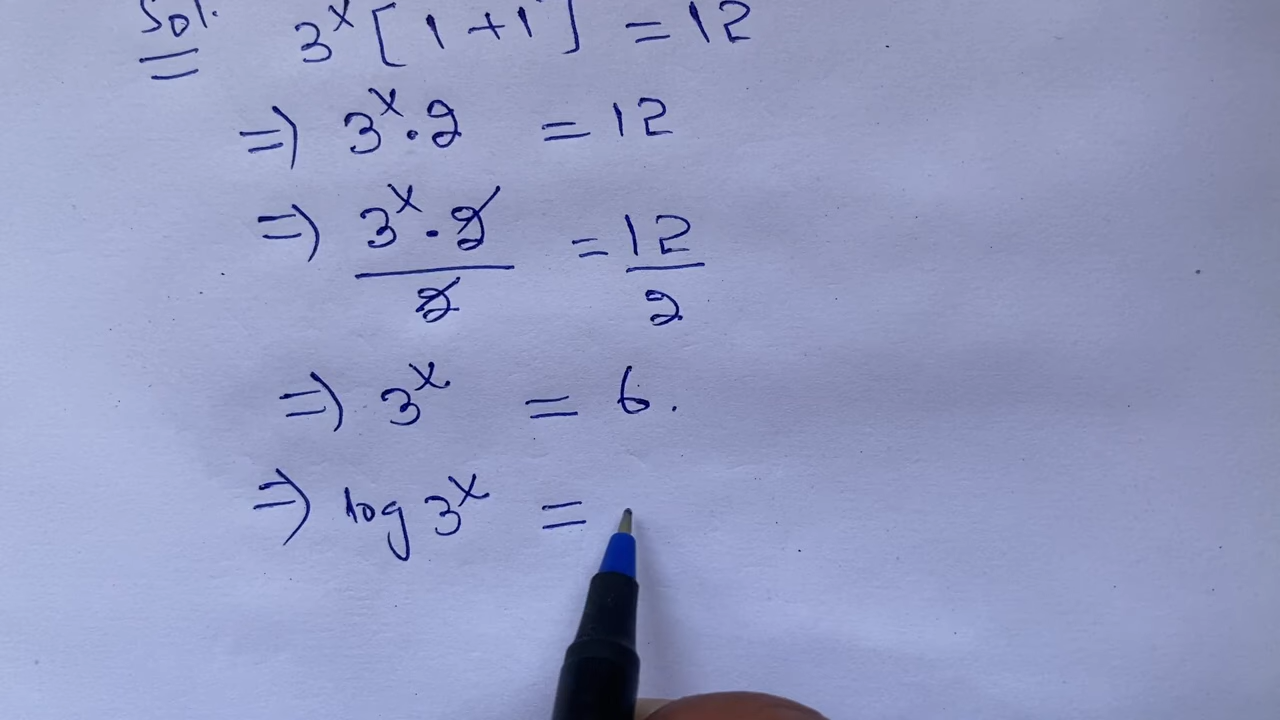 Sol. 3^x [1+1] = 12
=) 3^x . 2 = 12
=) 3^x . 2 / 2 = 12 / 2
=) 3^x = 6.
=) log 3^x =